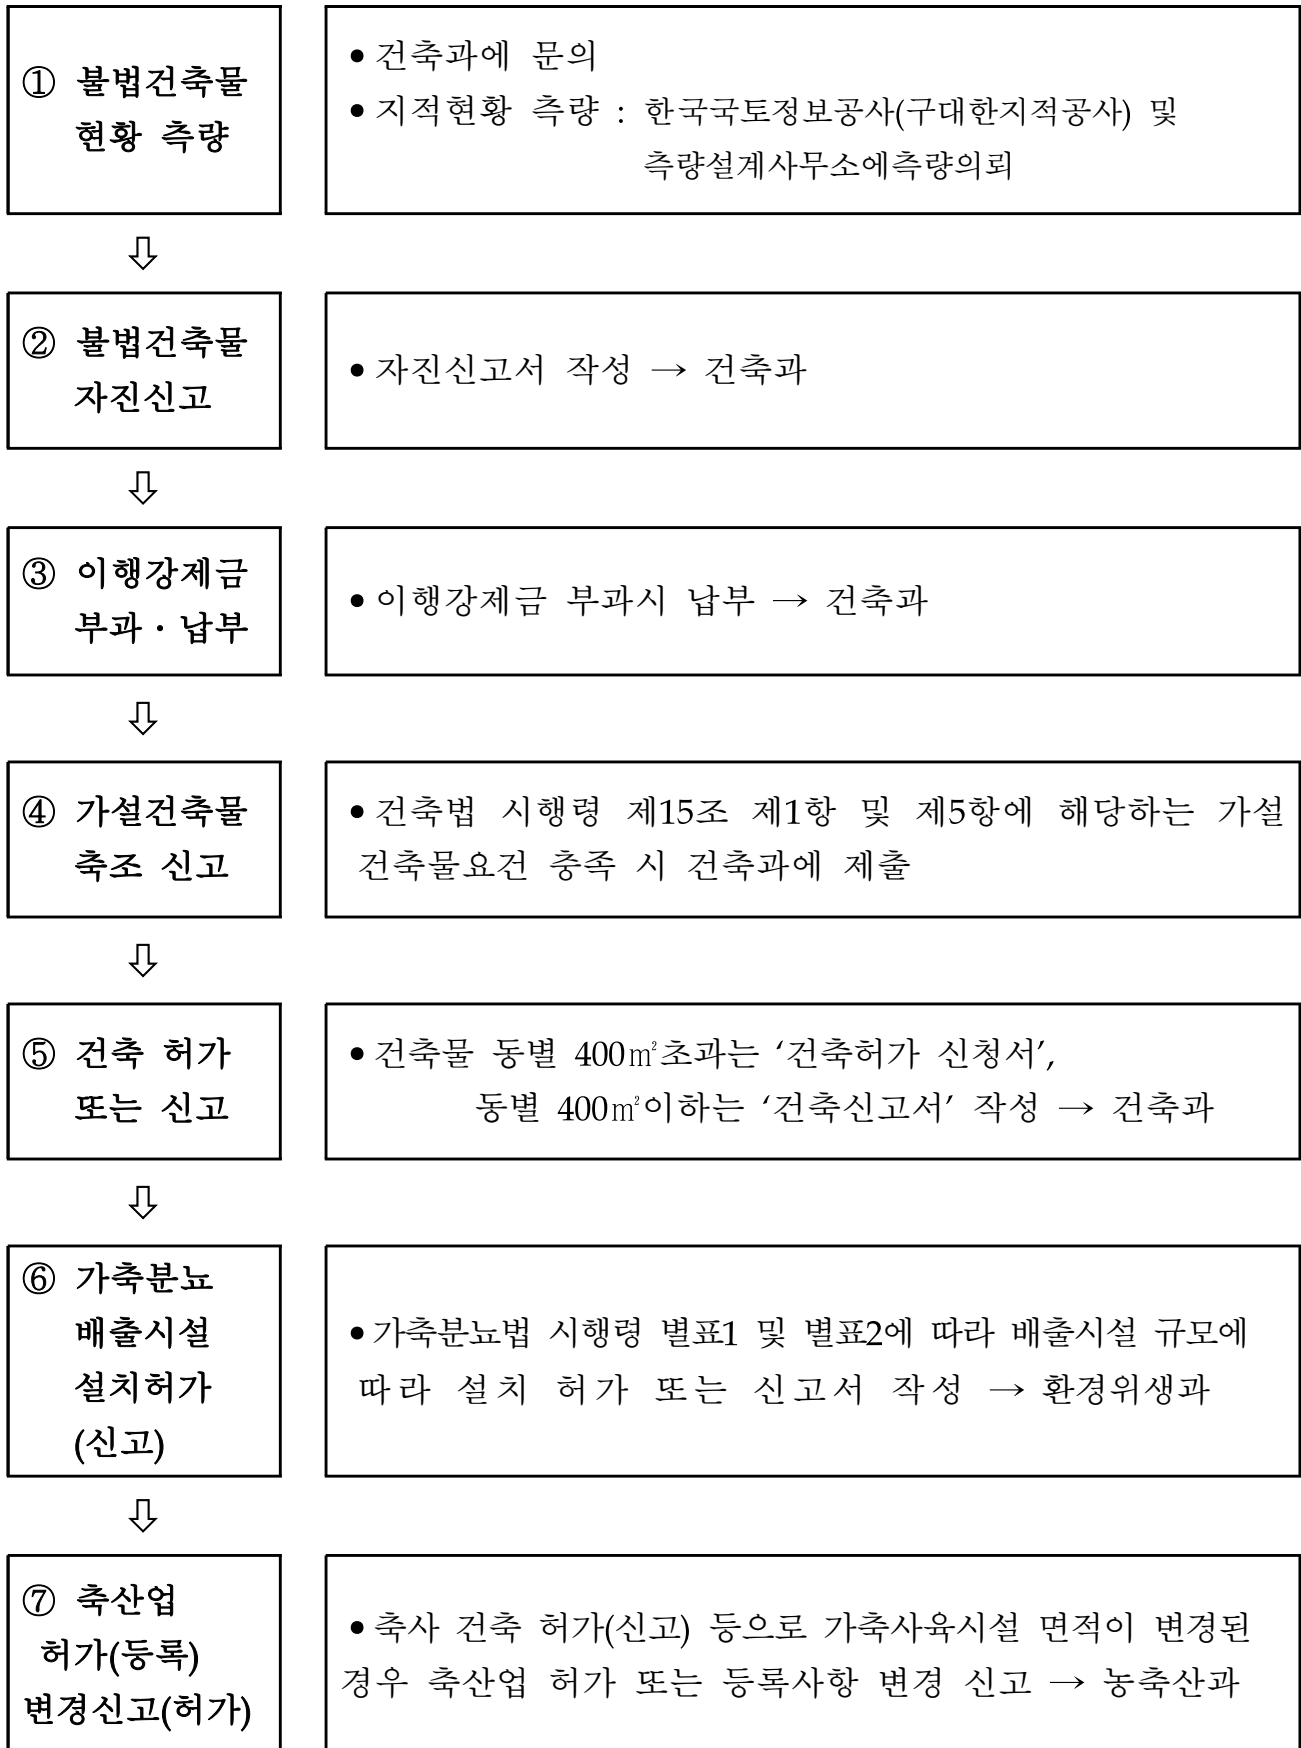 ① 불법건축물
현황 측량
● 건축과에 문의
● 지적현황 측량 : 한국국토정보공사(구대한지적공사) 및
측량설계사무소에측량의뢰
⇩
② 불법건축물
자진신고
● 자진신고서 작성 → 건축과
⇩
③ 이행강제금
부과 · 납부
● 이행강제금 부과시 납부 → 건축과
⇩
④ 가설건축물
축조 신고
● 건축법 시행령 제15조 제1항 및 제5항에 해당하는 가설
건축물요건 충족 시 건축과에 제출
⇩
⑤ 건축 허가
또는 신고
● 건축물 동별 400㎡초과는 ‘건축허가 신청서’,
동별 400㎡이하는 ‘건축신고서’ 작성 → 건축과
⇩
⑥ 가축분뇨
배출시설
설치허가
(신고)
● 가축분뇨법 시행령 별표1 및 별표2에 따라 배출시설 규모에
따라 설치 허가 또는 신고서 작성 → 환경위생과
⇩
⑦ 축산업
허가(등록)
변경신고(허가)
● 축사 건축 허가(신고) 등으로 가축사육시설 면적이 변경된
경우 축산업 허가 또는 등록사항 변경 신고 → 농축산과